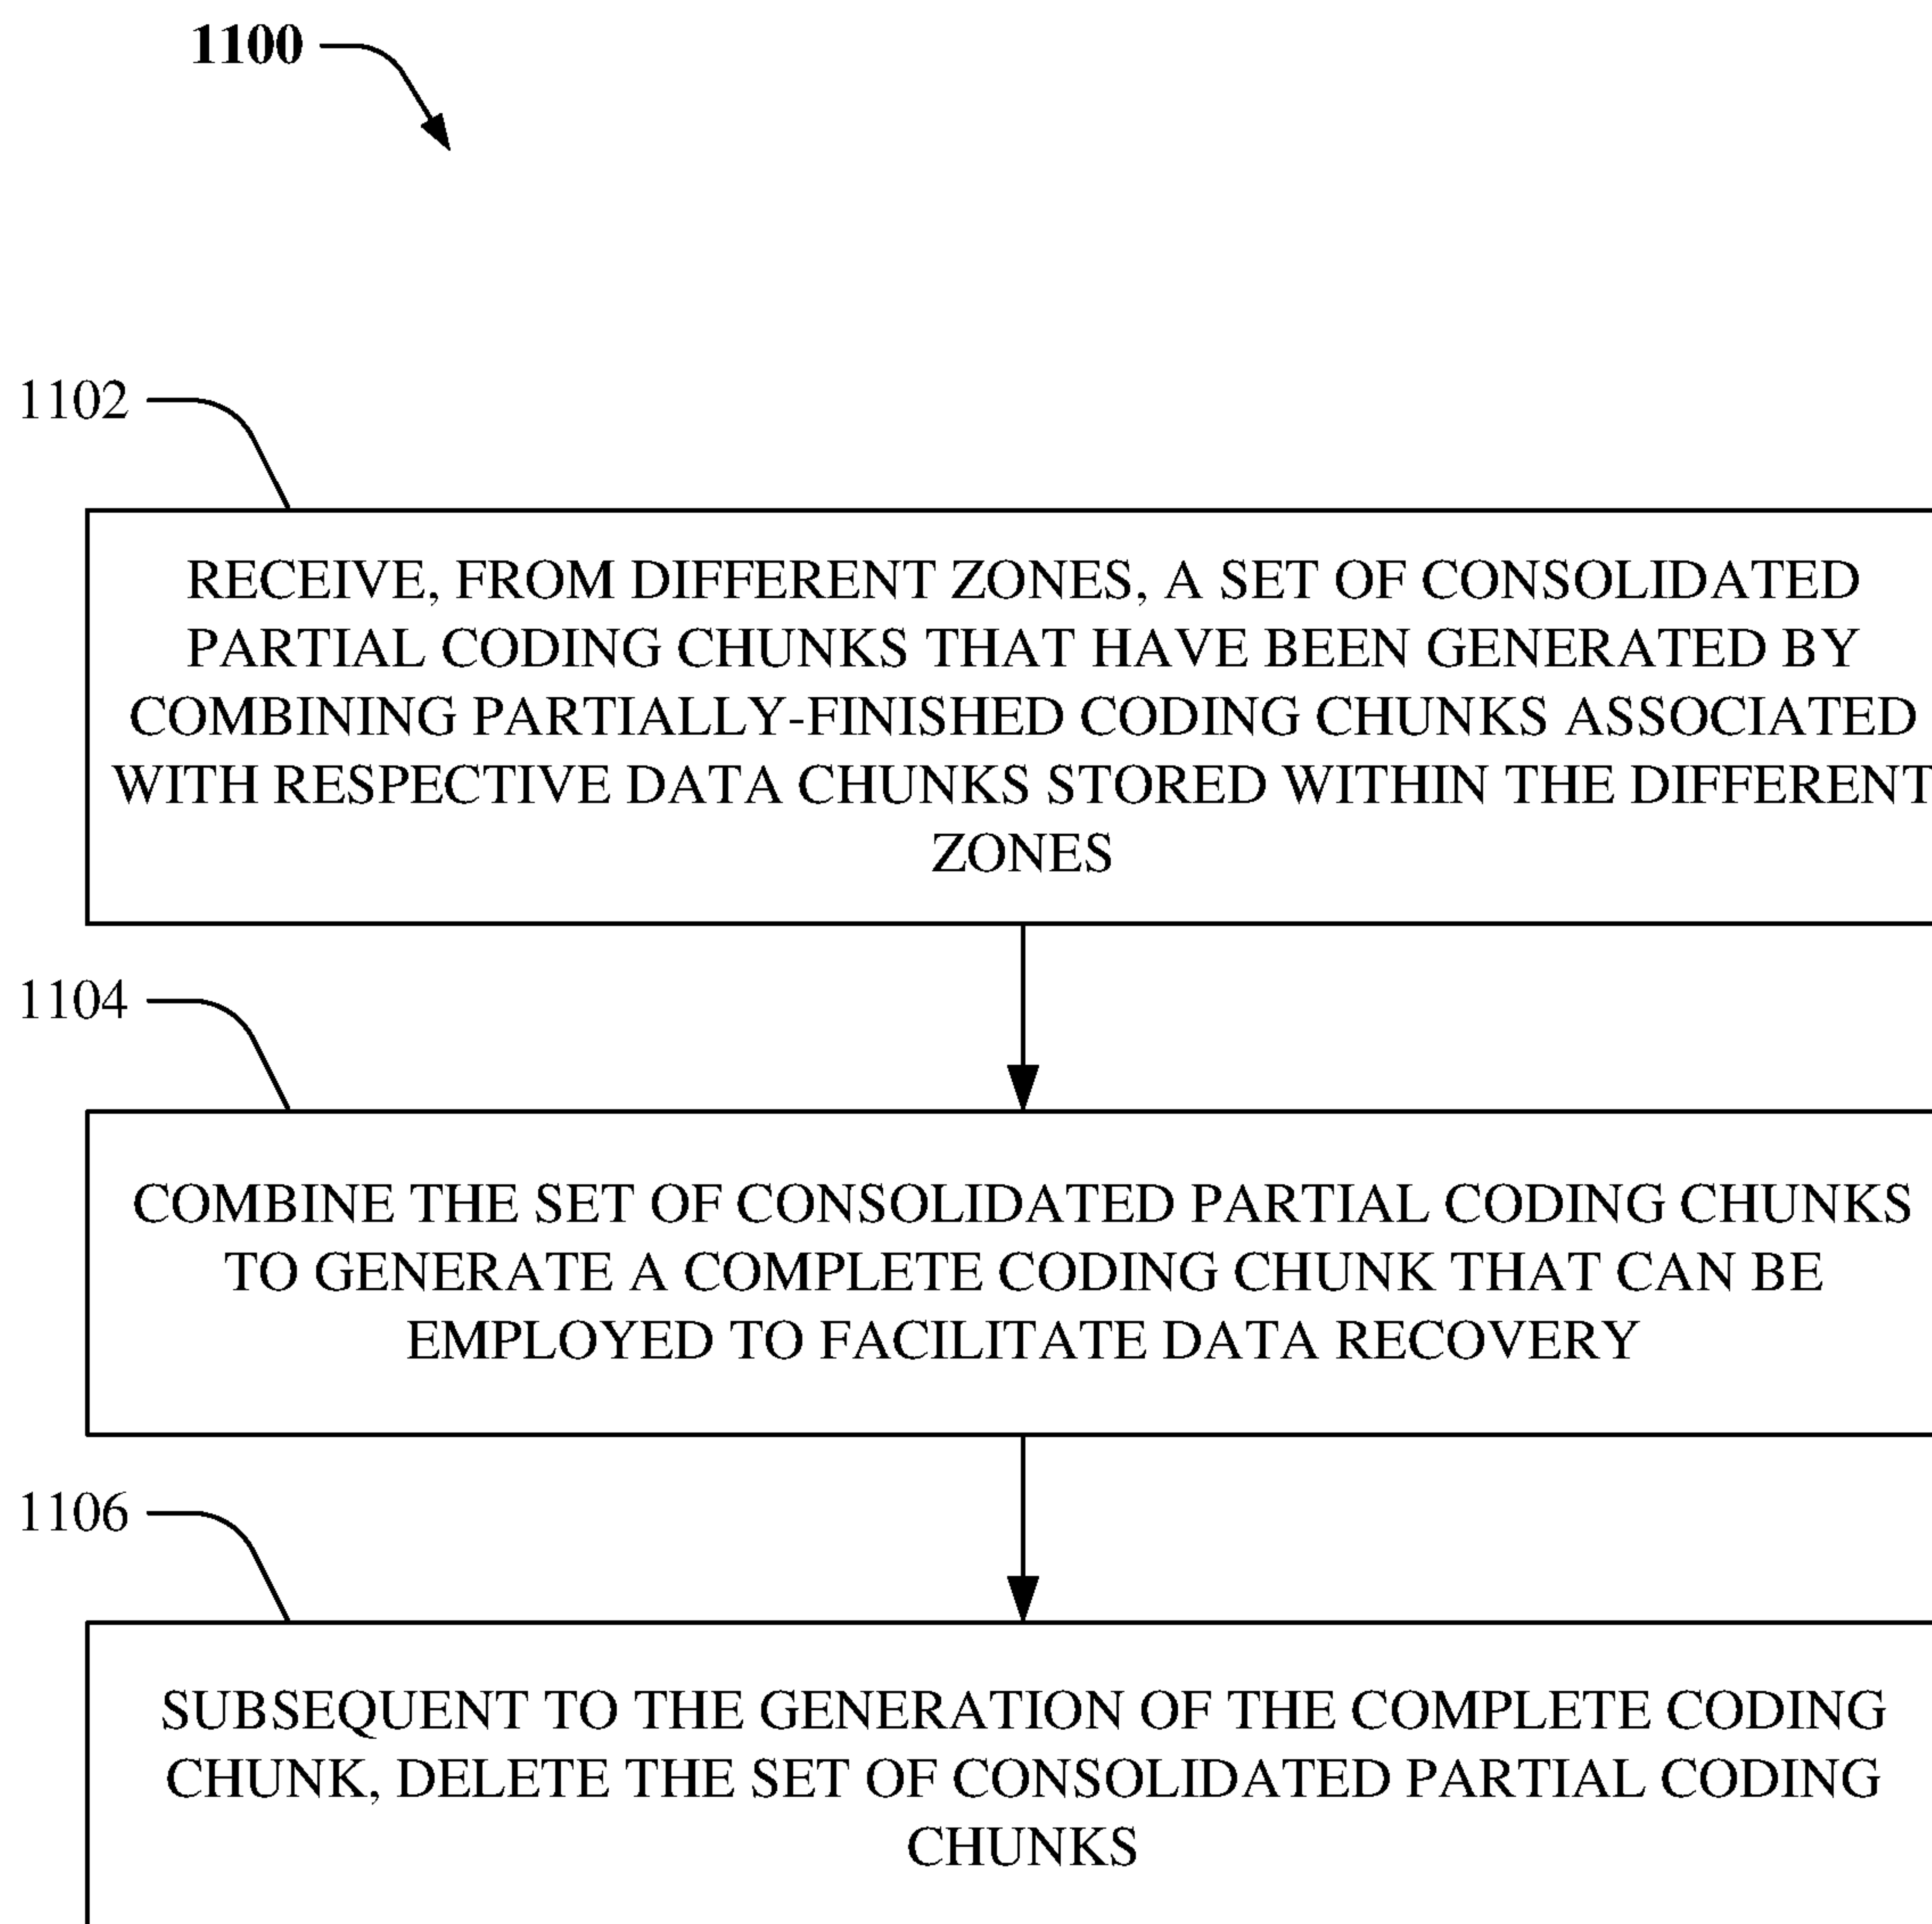 1100
1102
RECEIVE, FROM DIFFERENT ZONES, A SET OF CONSOLIDATED
PARTIAL CODING CHUNKS THAT HAVE BEEN GENERATED BY
COMBINING PARTIALLY-FINISHED CODING CHUNKS ASSOCIATED
WITH RESPECTIVE DATA CHUNKS STORED WITHIN THE DIFFERENT
ZONES
1104
COMBINE THE SET OF CONSOLIDATED PARTIAL CODING CHUNKS
TO GENERATE A COMPLETE CODING CHUNK THAT CAN BE
EMPLOYED TO FACILITATE DATA RECOVERY
1106
SUBSEQUENT TO THE GENERATION OF THE COMPLETE CODING
CHUNK, DELETE THE SET OF CONSOLIDATED PARTIAL CODING
CHUNKS